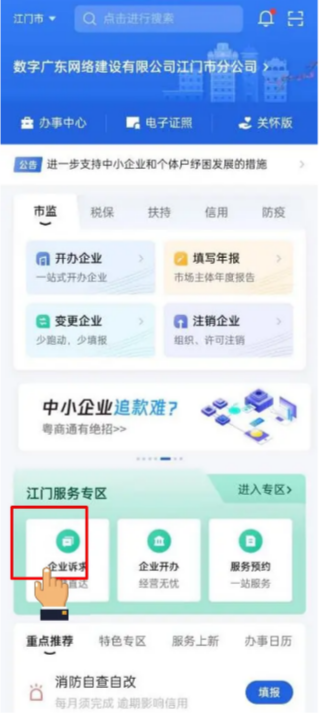 江门市
点击进行搜索
数字广东网络建设有限公司江门市分公司
办事中心 电子证照 关怀版
公告 进一步支持中小企业和个体户纾困发展的措施
市监 税保 扶持 信用 防疫
开办企业 填写年报
一站式开办企业 市场主体年度报告
变更企业 注销企业
少跑动、少填报 组织、许可注销
中小企业追款难?
粤商通有绝招>>
江门服务专区 进入专区
企业诉求 企业开办 服务预约
直达 经营无忧 一站服务
重点推荐 特色专区 服务上新 办事日历
消防自查自改
每月须完成 逾期影响信用
填报